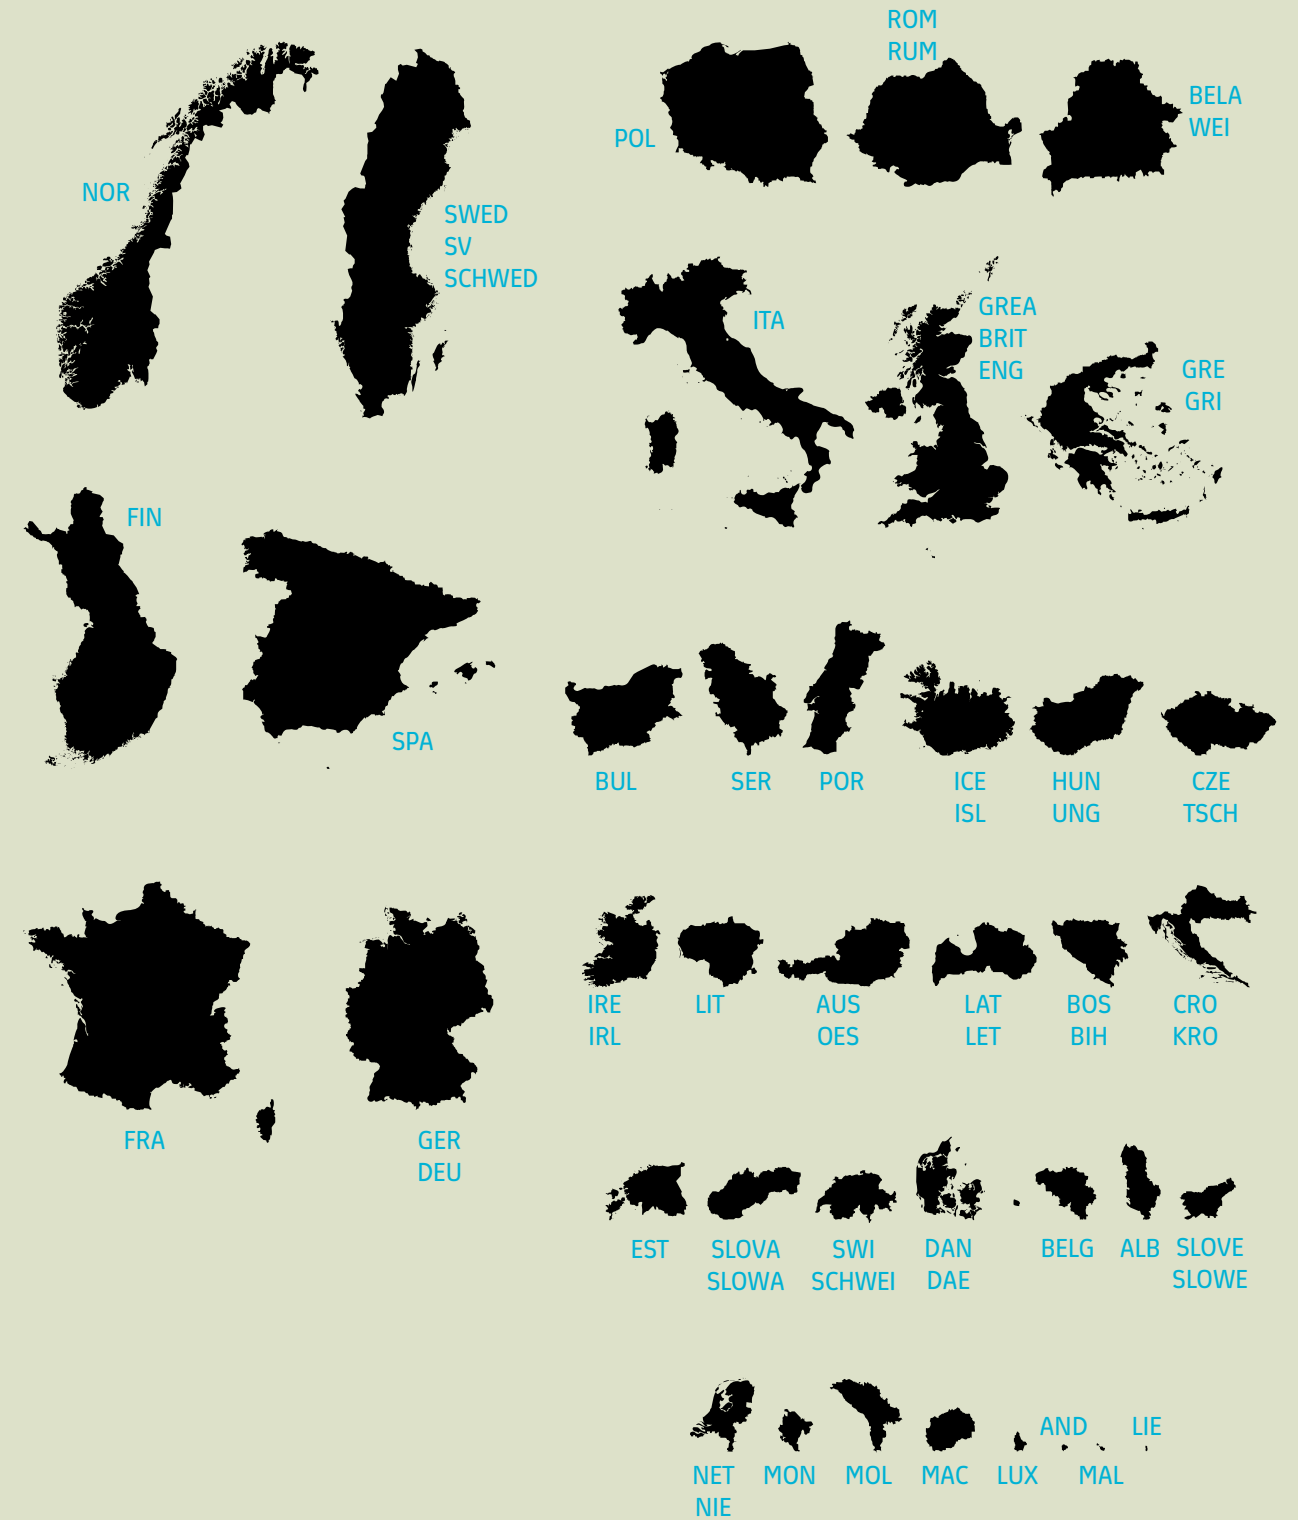 NOR
SWED
SV
SCHWED
POL
ROM
RUM
BELA
WEI
ITA
GREA
BRIT
ENG
GRE
GRI
FIN
SPA
BUL
SER
POR
ICE
ISL
HUN
UNG
CZE
TSCH
FRA
GER
DEU
IRE
IRL
LIT
AUS
OES
LAT
LET
BOS
BIH
CRO
KRO
EST
SLOVA
SLOWA
SWI
SCHWEI
DAN
DAE
BELG
ALB
SLOVE
SLOWE
NET
NIE
MON
MOL
MAC
LUX
AND
MAL
LIE